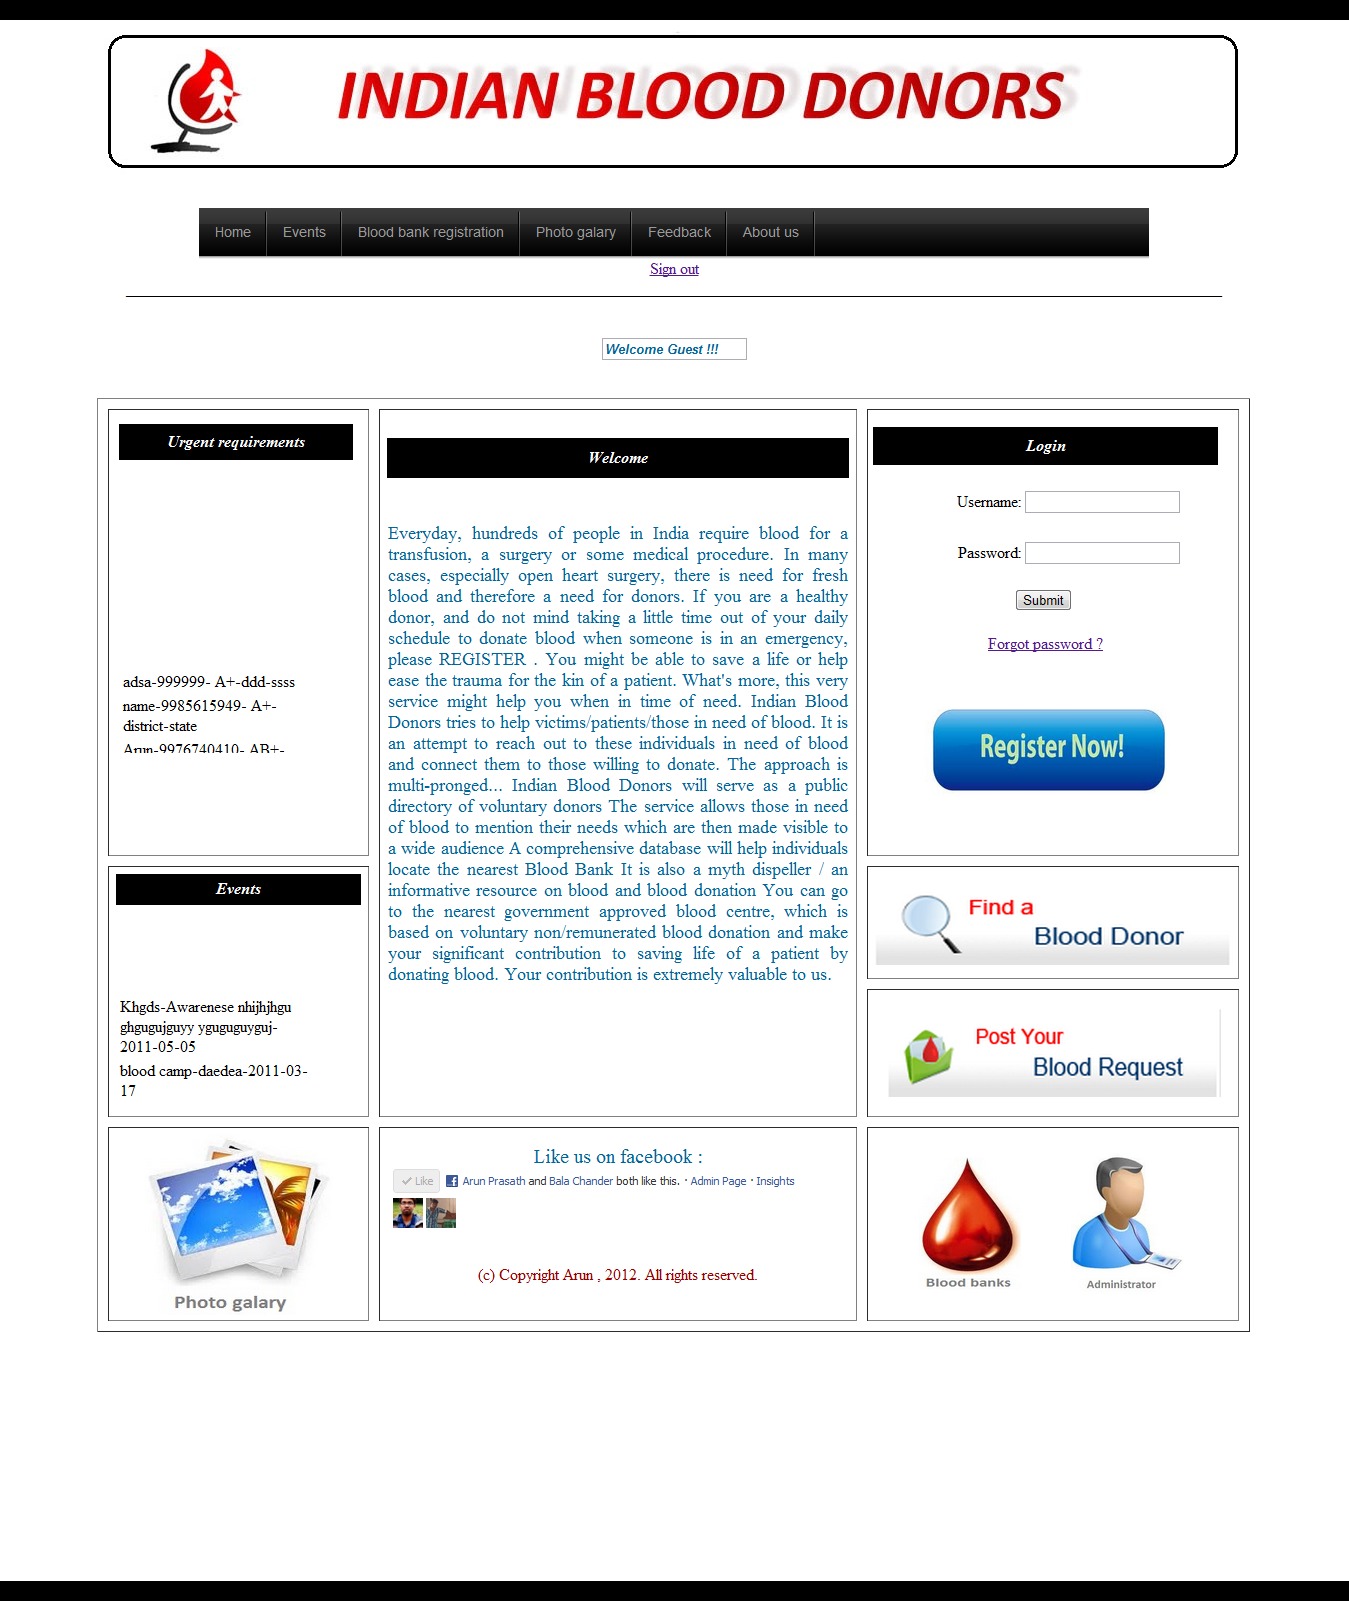 INDIAN BLOOD DONORS
Home
Events
Blood bank registration
Photo galary
Feedback
About us
Sign out
Welcome Guest !!!
Urgent requirements
adsa-999999- A+-ddd-ssss
name-9985615949- A+-
district-state
Arun-9976740410- AB+-
Events
Khgds-Awarenese nhijhjhgu
ghgugujguyy yguguguyguj-
2011-05-05
blood camp-daedea-2011-03-
17
Photo galary
Welcome
Everyday, hundreds of people in India require blood for a
transfusion, a surgery or some medical procedure. In many
cases, especially open heart surgery, there is need for fresh
blood and therefore a need for donors. If you are a healthy
donor, and do not mind taking a little time out of your daily
schedule to donate blood when someone is in an emergency,
please REGISTER . You might be able to save a life or help
ease the trauma for the kin of a patient. What's more, this very
service might help you when in time of need. Indian Blood
Donors tries to help victims/patients/those in need of blood. It is
an attempt to reach out to these individuals in need of blood
and connect them to those willing to donate. The approach is
multi-pronged... Indian Blood Donors will serve as a public
directory of voluntary donors The service allows those in need
of blood to mention their needs which are then made visible to
a wide audience A comprehensive database will help individuals
locate the nearest Blood Bank It is also a myth dispeller / an
informative resource on blood and blood donation You can go
to the nearest government approved blood centre, which is
based on voluntary non/remunerated blood donation and make
your significant contribution to saving life of a patient by
donating blood. Your contribution is extremely valuable to us.
Like us on facebook :
Like
Arun Prasath and Bala Chander both like this. · Admin Page · Insights
(c) Copyright Arun , 2012. All rights reserved.
Login
Username:
Password:
Submit
Forgot password ?
Register Now!
Find a
Blood Donor
Post Your
Blood Request
Blood banks
Administrator